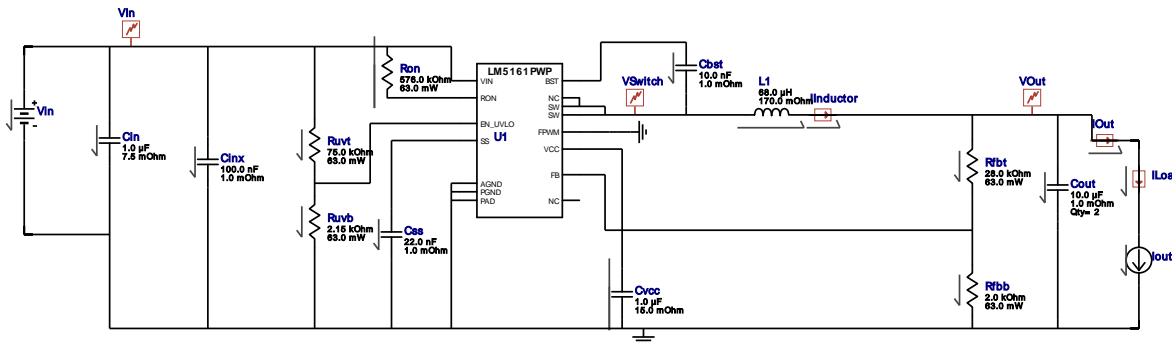 Vin
Vin
Cin
1.0 µF
7.5 mOhm
Cinx
100.0 nF
1.0 mOhm
Ruvt
75.0 kOhm
63.0 mW
Ruvb
2.15 kOhm
63.0 mW
Ron
576.0 kOhm
63.0 mW
Css
22.0 nF
1.0 mOhm
LM5161PWP
VIN
RON
EN_UVLO
SS
AGND
PGND
PAD
U1
BST
NC
SW
SW
FPWM
VCC
FB
NC
Cvcc
1.0 µF
15.0 mOhm
Cbst
10.0 nF
1.0 mOhm
VSwitch
L1
68.0 µH
170.0 mOhm
IInductor
VOut
IOut
Rfbt
28.0 kOhm
63.0 mW
Rfbb
2.0 kOhm
63.0 mW
Cout
10.0 µF
1.0 mOhm
Qty= 2
Iout